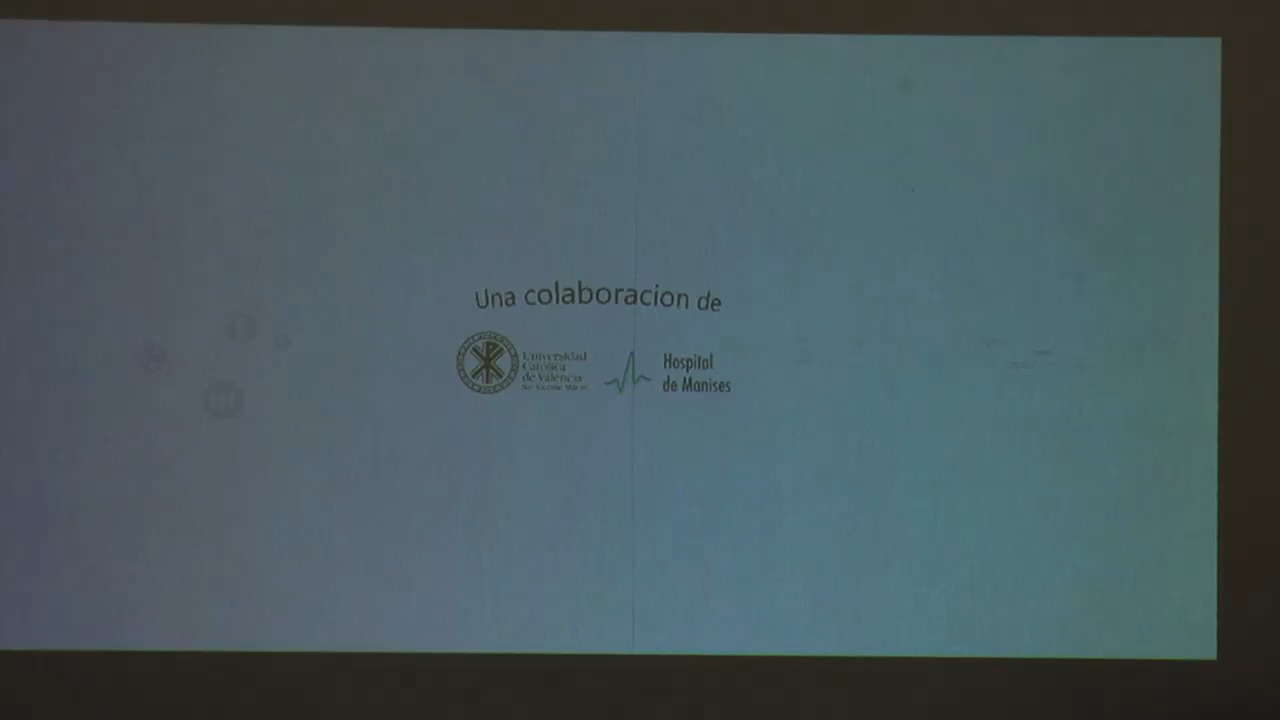 Una colaboracion de
Universidad
Católica
de Valencia
Hospital
de Manises